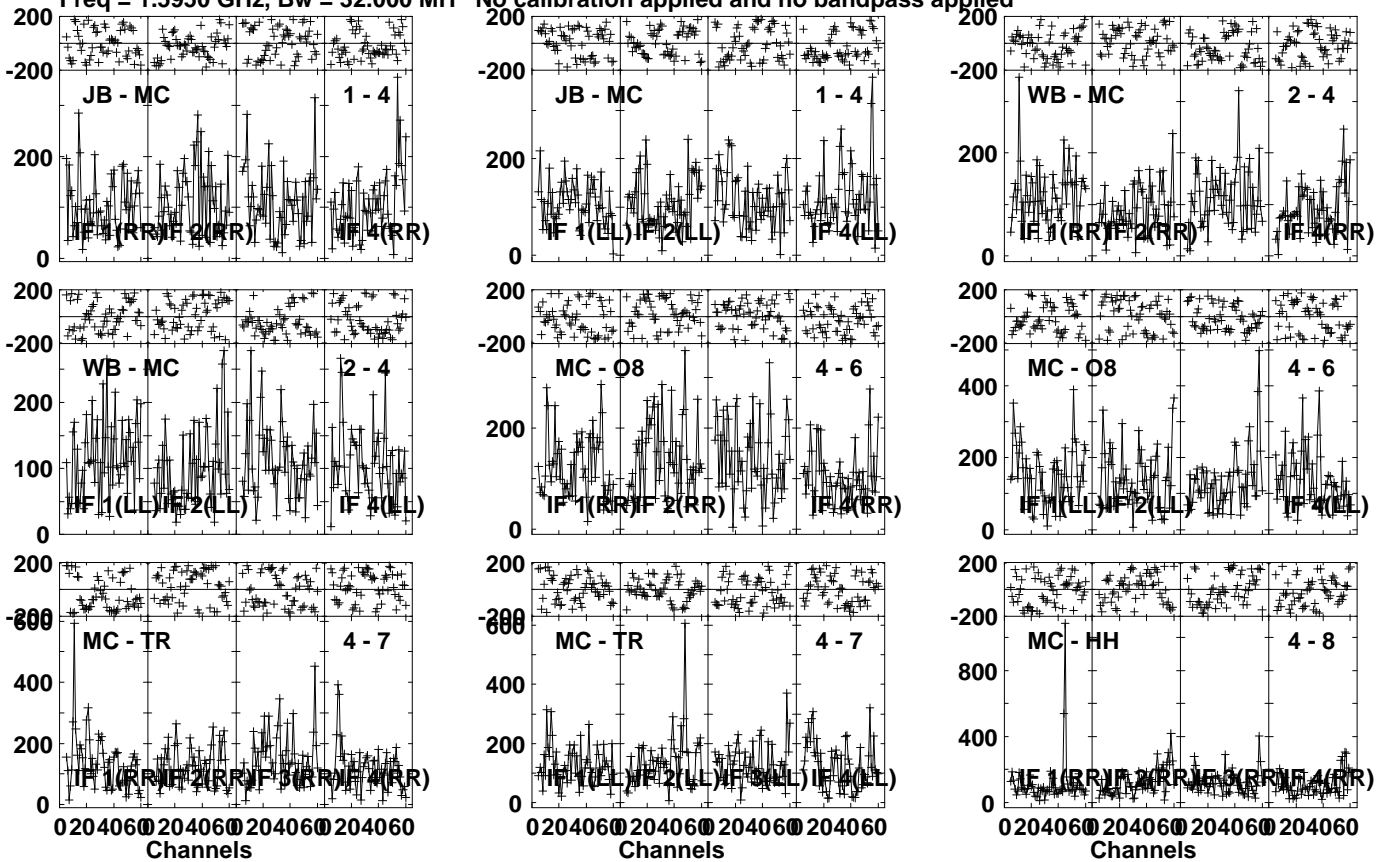 Freq = 1.5950 GHz, Bw = 32.000 MH No calibration applied and no bandpass applied
200 200 200
-200 -200 -200
JB - MC 1 - 4 JB - MC 1 - 4 WB - MC 2 - 4
200 200 200
IF 1(RR) IF 2(RR) IF 4(RR) IF 1(LL) IF 2(LL) IF 4(LL) IF 1(RR) IF 2(RR) IF 4(RR)
0 0 0
200 200 200
-200 -200 -200
WB - MC 2 - 4 MC - O8 4 - 6 MC - O8 4 - 6
200 200 400
100 200
IF 1(LL) IF 2(LL) IF 4(LL) IF 1(RR) IF 2(RR) IF 4(RR) IF 1(LL) IF 2(LL) IF 4(LL)
0 0 0
200 200 200
-200 -200 -200
600 600
MC - TR 4 - 7 MC - TR 4 - 7 MC - HH 4 - 8
400 400 800
200 200 400
IF 1(RR) IF 2(RR) IF 3(RR) IF 4(RR) IF 1(LL) IF 2(LL) IF 3(LL) IF 4(LL) IF 1(RR) IF 2(RR) IF 3(RR) IF 4(RR)
0 0 0
0 20 40 60 0 20 40 60 0 20 40 60 0 20 40 60 0 20 40 60 0 20 40 60 0 20 40 60 0 20 40 60 0 20 40 60 0 20 40 60 0 20 40 60 0 20 40 60
Channels Channels Channels